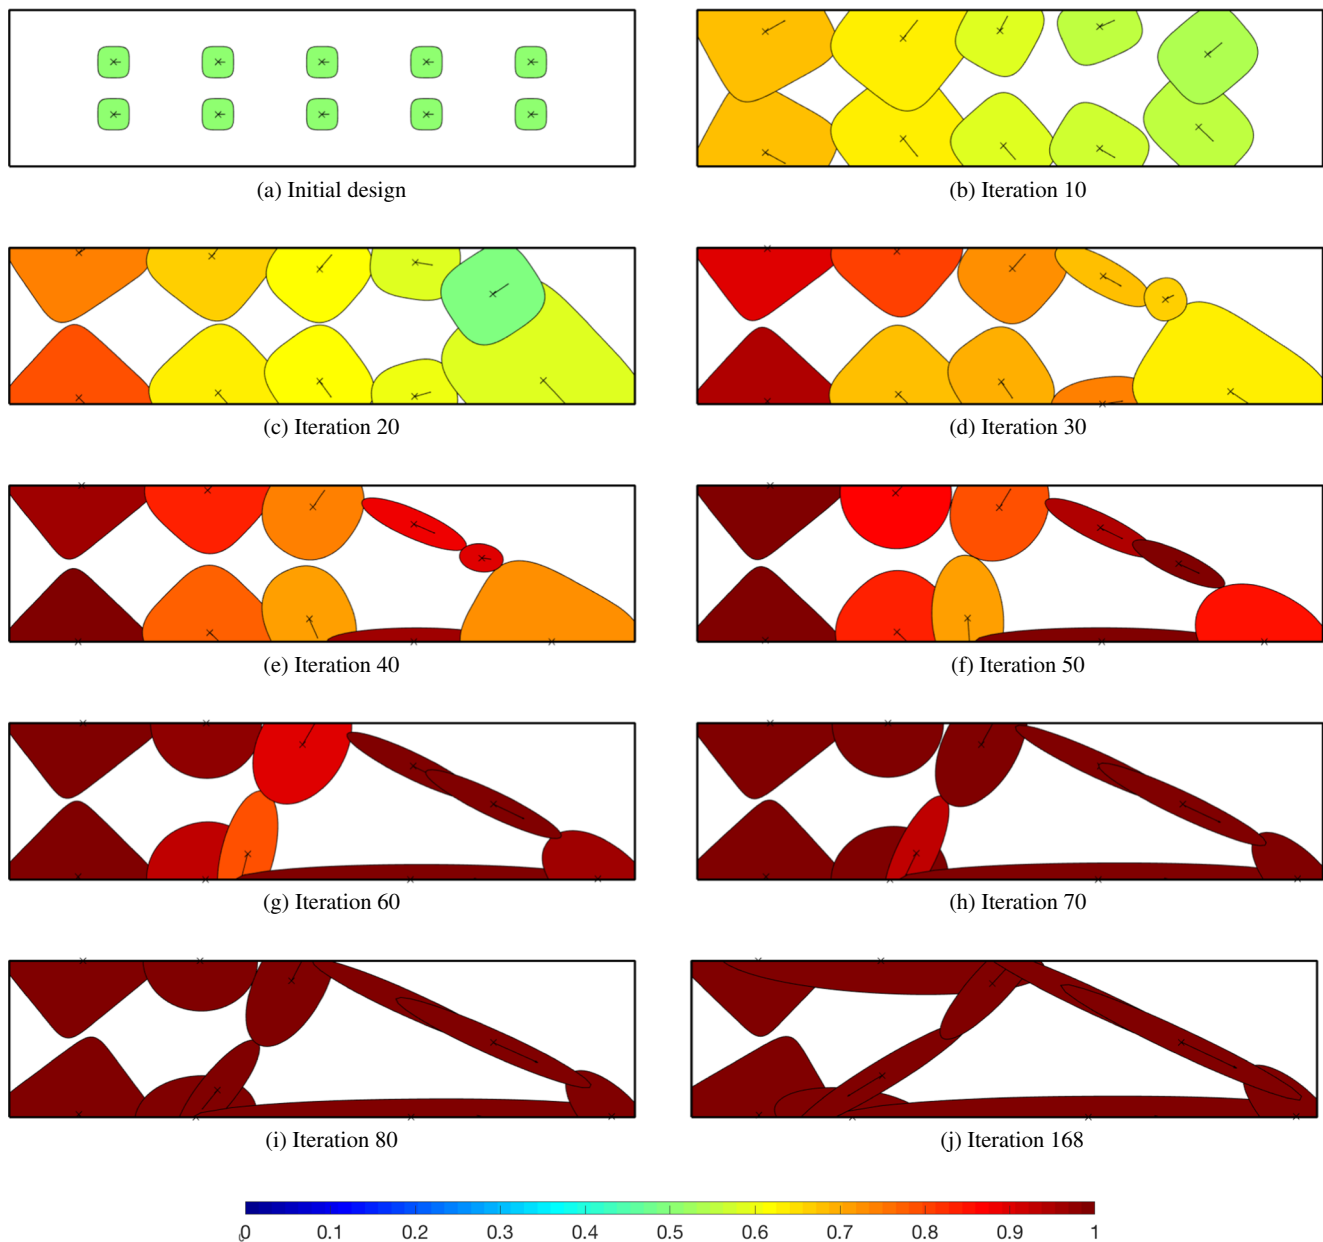 (a) Initial design
(b) Iteration 10
(c) Iteration 20
(d) Iteration 30
(e) Iteration 40
(f) Iteration 50
(g) Iteration 60
(h) Iteration 70
(i) Iteration 80
(j) Iteration 168
0 0.1 0.2 0.3 0.4 0.5 0.6 0.7 0.8 0.9 1